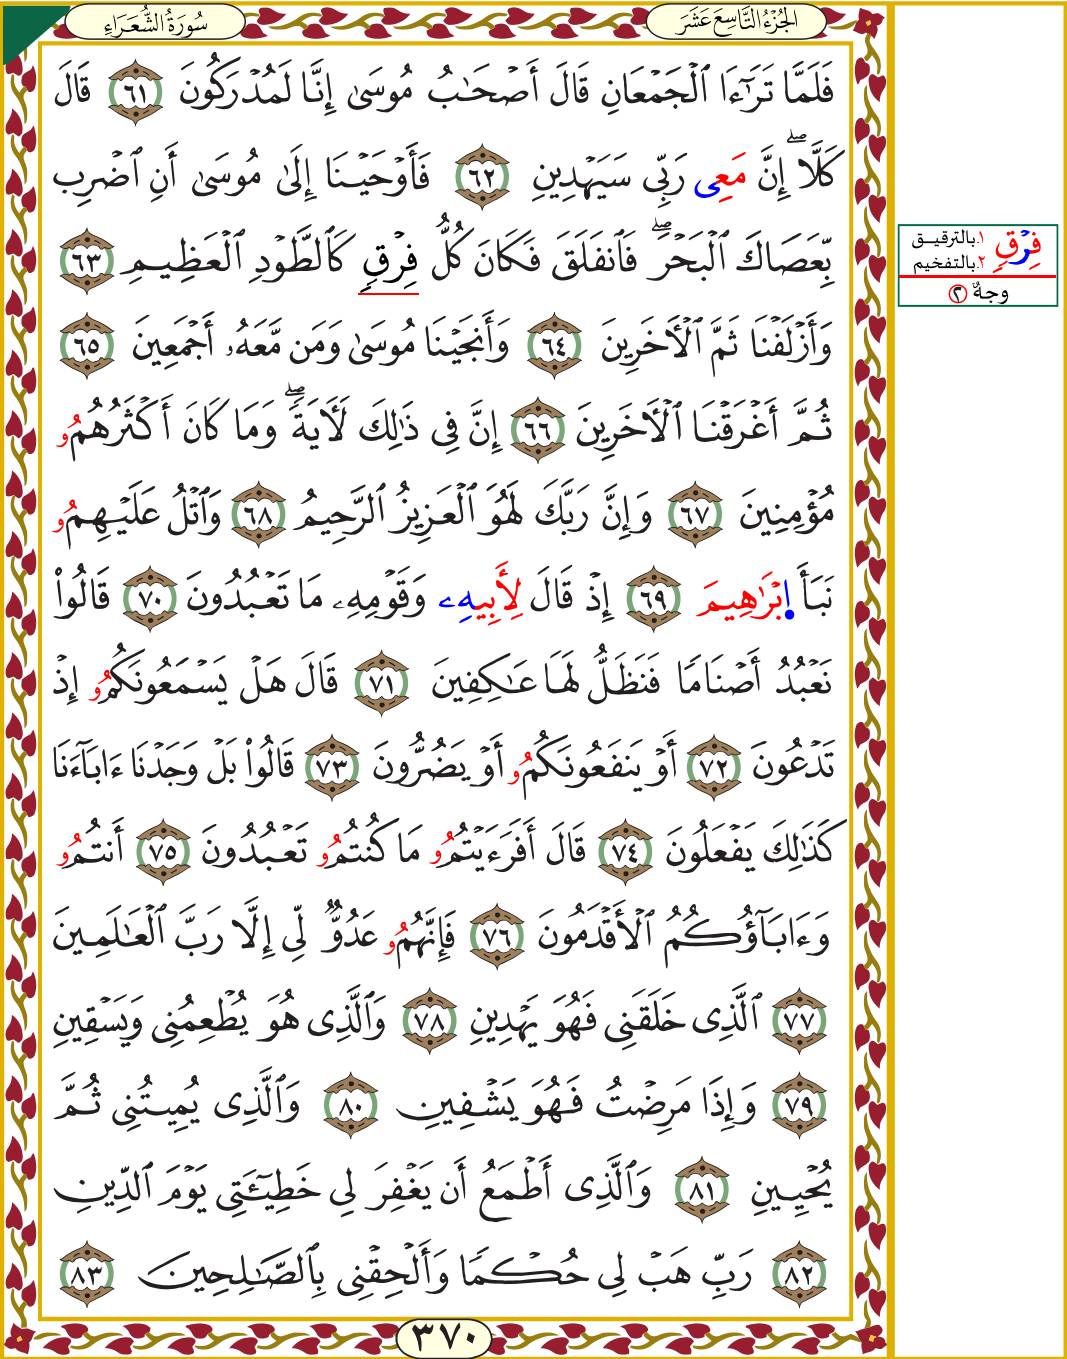 سُورَةُ الشُّعَرَاءِ
الجُزْءُ التَّاسِعَ عَشَرَ
فَلَمَّا تَرَٰٓءَا ٱلْجَمْعَانِ قَالَ أَصْحَٰبُ مُوسَىٰ إِنَّا لَمُدْرَكُونَ ٦١ قَالَ
كَلَّاۖ إِنَّ مَعِى رَبِّى سَيَهْدِينِ ٦٢ فَأَوْحَيْنَا إِلَىٰ مُوسَىٰ أَنِ ٱضْرِب
بِّعَصَاكَ ٱلْبَحْرَۖ فَٱنفَلَقَ فَكَانَ كُلُّ فِرْقٍ كَٱلطَّوْدِ ٱلْعَظِيمِ ٦٣
وَأَزْلَفْنَا ثَمَّ ٱلْأَخَرِينَ ٦٤ وَأَنجَيْنَا مُوسَىٰ وَمَن مَّعَهُۥ أَجْمَعِينَ ٦٥
ثُمَّ أَغْرَقْنَا ٱلْأَخَرِينَ ٦٦ إِنَّ فِى ذَٰلِكَ لَأَيَةًۖ وَمَا كَانَ أَكْثَرُهُمُو
مُؤْمِنِينَ ٦٧ وَإِنَّ رَبَّكَ لَهُوَ ٱلْعَزِيزُ ٱلرَّحِيمُ ٦٨ وَٱتْلُ عَلَيْهِمُو
نَبَأَ إِبْرَٰهِيمَ ٦٩ إِذْ قَالَ لِأَبِيهِۦ وَقَوْمِهِۦ مَا تَعْبُدُونَ ٧٠ قَالُوا۟
نَعْبُدُ أَصْنَامًا فَنَظَلُّ لَهَا عَٰكِفِينَ ٧١ قَالَ هَلْ يَسْمَعُونَكُمُو إِذْ
تَدْعُونَ ٧٢ أَوْ يَنفَعُونَكُمُو أَوْ يَضُرُّونَ ٧٣ قَالُوا۟ بَلْ وَجَدْنَا ءَابَآءَنَا
كَذَٰلِكَ يَفْعَلُونَ ٧٤ قَالَ أَفَرَءَيْتُمُو مَا كُنتُمُو تَعْبُدُونَ ٧٥ أَنتُمُو
وَءَابَآؤُكُمُ ٱلْأَقْدَمُونَ ٧٦ فَإِنَّهُمُو عَدُوٌّ لِّى إِلَّا رَبَّ ٱلْعَٰلَمِينَ
٧٧ ٱلَّذِى خَلَقَنِى فَهُوَ يَهْدِينِ ٧٨ وَٱلَّذِى هُوَ يُطْعِمُنِى وَيَسْقِينِ
٧٩ وَإِذَا مَرِضْتُ فَهُوَ يَشْفِينِ ٨٠ وَٱلَّذِى يُمِيتُنِى ثُمَّ
يُحْيِينِ ٨١ وَٱلَّذِى أَطْمَعُ أَن يَغْفِرَ لِى خَطِيٓـَٔتِى يَوْمَ ٱلدِّينِ
٨٢ رَبِّ هَبْ لِى حُكْمًا وَأَلْحِقْنِى بِٱلصَّٰلِحِينَ ٨٣
٣٧٠
فِرْقٍ ١.بالترقيق
٢.بالتفخيم
وجهٌ ٢